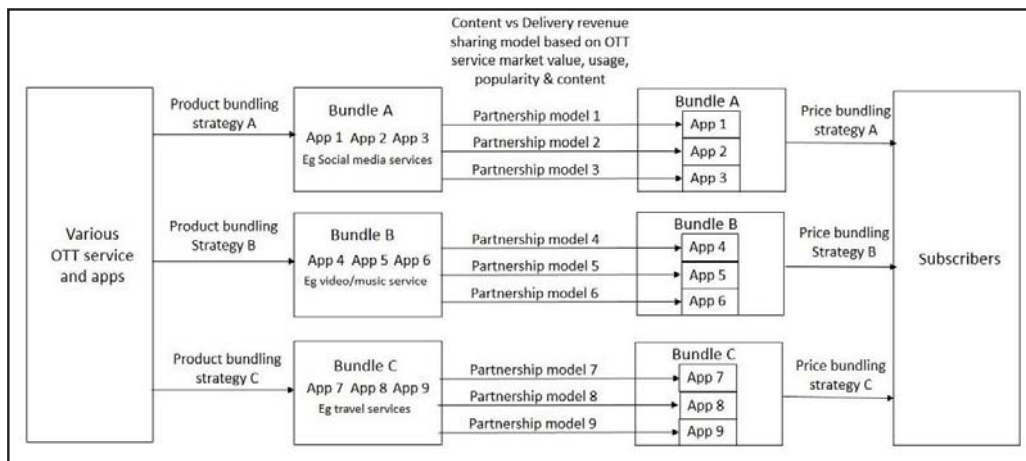 Content vs Delivery revenue
sharing model based on OTT
service market value, usage,
popularity & content
Various
OTT service
and apps
Product bundling
strategy A
Bundle A
App 1 App 2 App 3
Eg Social media services
Partnership model 1
Partnership model 2
Partnership model 3
Bundle A
App 1
App 2
App 3
Price bundling
strategy A
Product bundling
Strategy B
Bundle B
App 4 App 5 App 6
Eg video/music service
Partnership model 4
Partnership model 5
Partnership model 6
Bundle B
App 4
App 5
App 6
Price bundling
Strategy B
Product bundling
strategy C
Bundle C
App 7 App 8 App 9
Eg travel services
Partnership model 7
Partnership model 8
Partnership model 9
Bundle C
App 7
App 8
App 9
Price bundling
strategy C
Subscribers